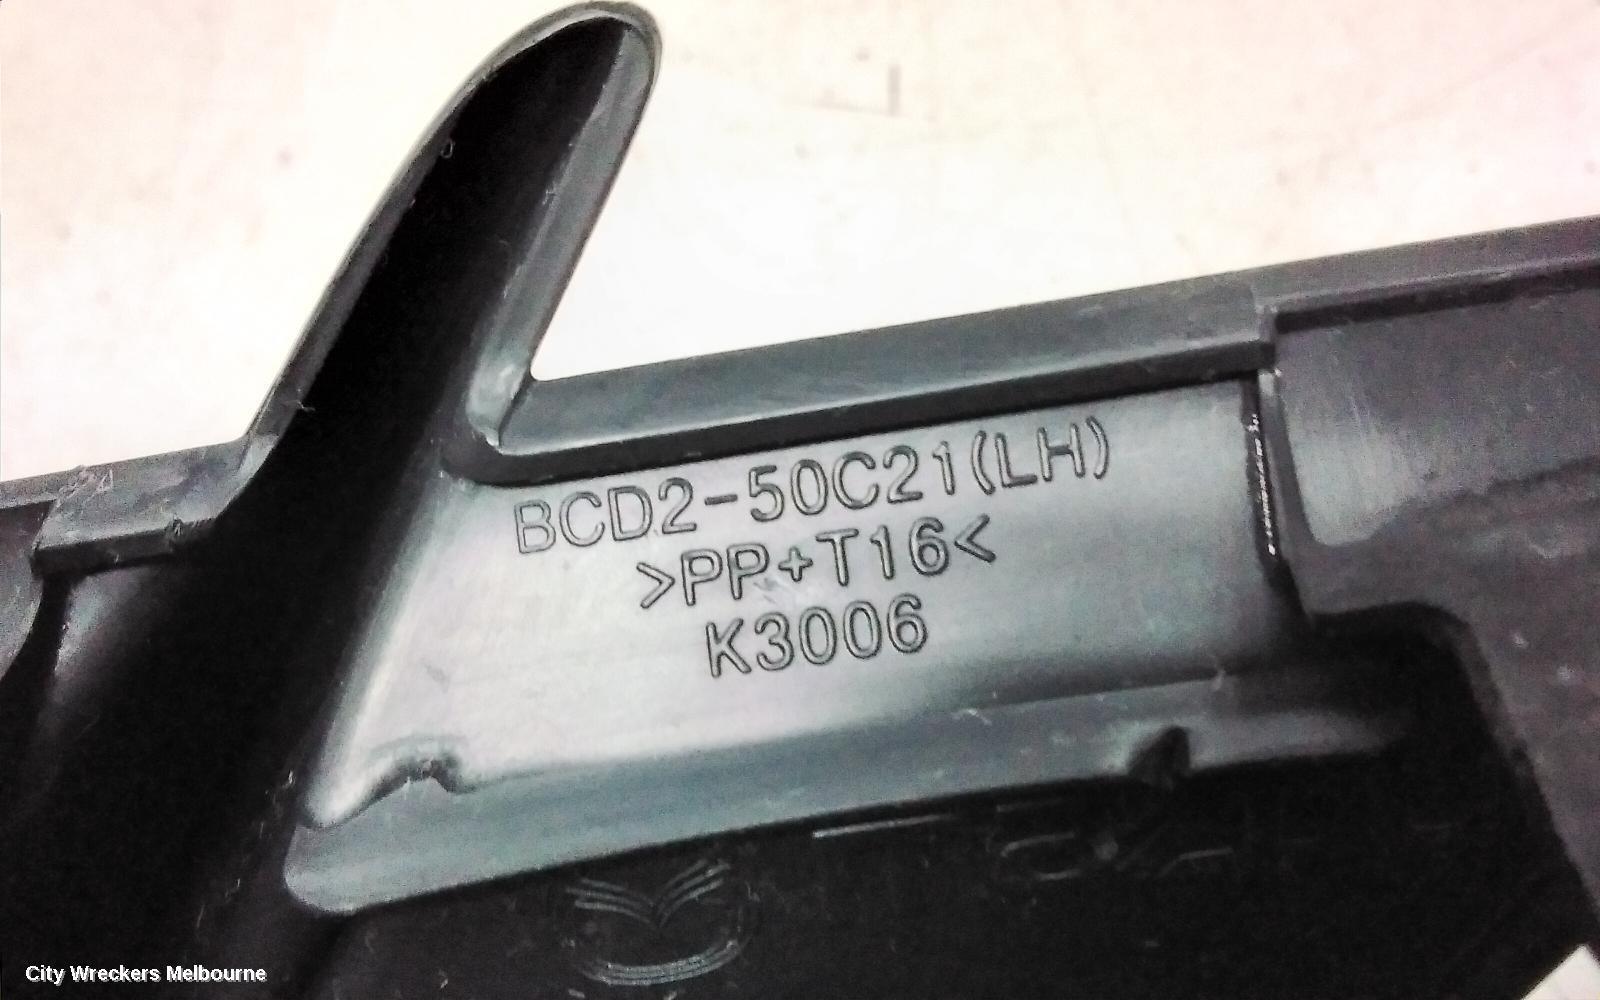 BCD2-50C21(LH)
>PP+T16<
K3006
City Wreckers Melbourne